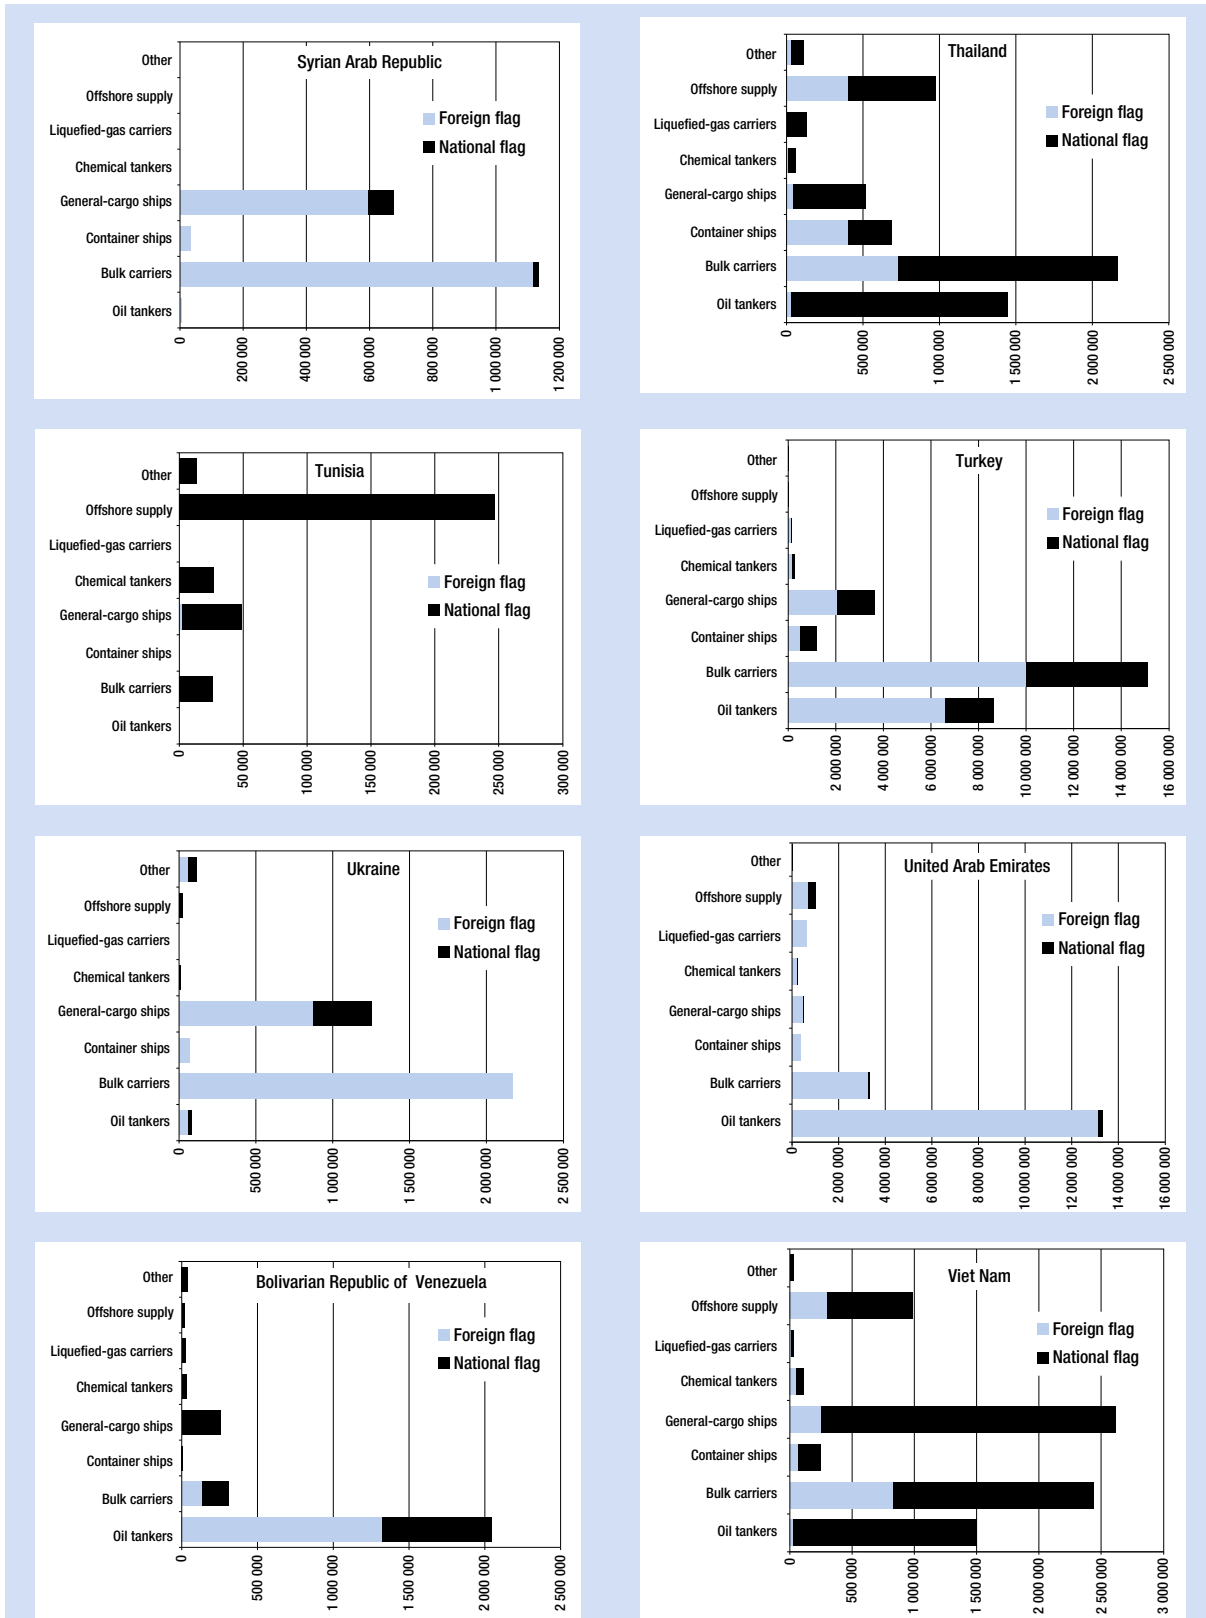 Syrian Arab Republic
Other
Offshore supply
Liquefied-gas carriers
Chemical tankers
General-cargo ships
Container ships
Bulk carriers
Oil tankers
Foreign flag
National flag
0
200 000
400 000
600 000
800 000
1 000 000
1 200 000
Thailand
Other
Offshore supply
Liquefied-gas carriers
Chemical tankers
General-cargo ships
Container ships
Bulk carriers
Oil tankers
Foreign flag
National flag
0
500 000
1 000 000
1 500 000
2 000 000
2 500 000
Tunisia
Other
Offshore supply
Liquefied-gas carriers
Chemical tankers
General-cargo ships
Container ships
Bulk carriers
Oil tankers
Foreign flag
National flag
0
50 000
100 000
150 000
200 000
250 000
300 000
Turkey
Other
Offshore supply
Liquefied-gas carriers
Chemical tankers
General-cargo ships
Container ships
Bulk carriers
Oil tankers
Foreign flag
National flag
0
2 000 000
4 000 000
6 000 000
8 000 000
10 000 000
12 000 000
14 000 000
16 000 000
Ukraine
Other
Offshore supply
Liquefied-gas carriers
Chemical tankers
General-cargo ships
Container ships
Bulk carriers
Oil tankers
Foreign flag
National flag
0
500 000
1 000 000
1 500 000
2 000 000
2 500 000
United Arab Emirates
Other
Offshore supply
Liquefied-gas carriers
Chemical tankers
General-cargo ships
Container ships
Bulk carriers
Oil tankers
Foreign flag
National flag
0
2 000 000
4 000 000
6 000 000
8 000 000
10 000 000
12 000 000
14 000 000
16 000 000
Bolivarian Republic of Venezuela
Other
Offshore supply
Liquefied-gas carriers
Chemical tankers
General-cargo ships
Container ships
Bulk carriers
Oil tankers
Foreign flag
National flag
0
500 000
1 000 000
1 500 000
2 000 000
2 500 000
Viet Nam
Other
Offshore supply
Liquefied-gas carriers
Chemical tankers
General-cargo ships
Container ships
Bulk carriers
Oil tankers
Foreign flag
National flag
0
500 000
1 000 000
1 500 000
2 000 000
2 500 000
3 000 000